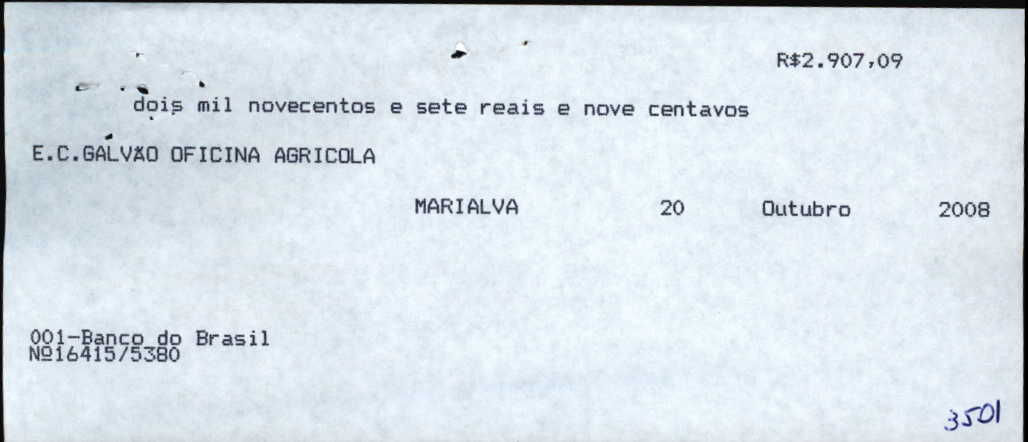 R$2.907,09
dois mil novecentos e sete reais e nove centavos
E.C.GALVÃO OFICINA AGRICOLA
MARIALVA 20 Outubro 2008
001-Banco do Brasil
Nº16415/5380
3501